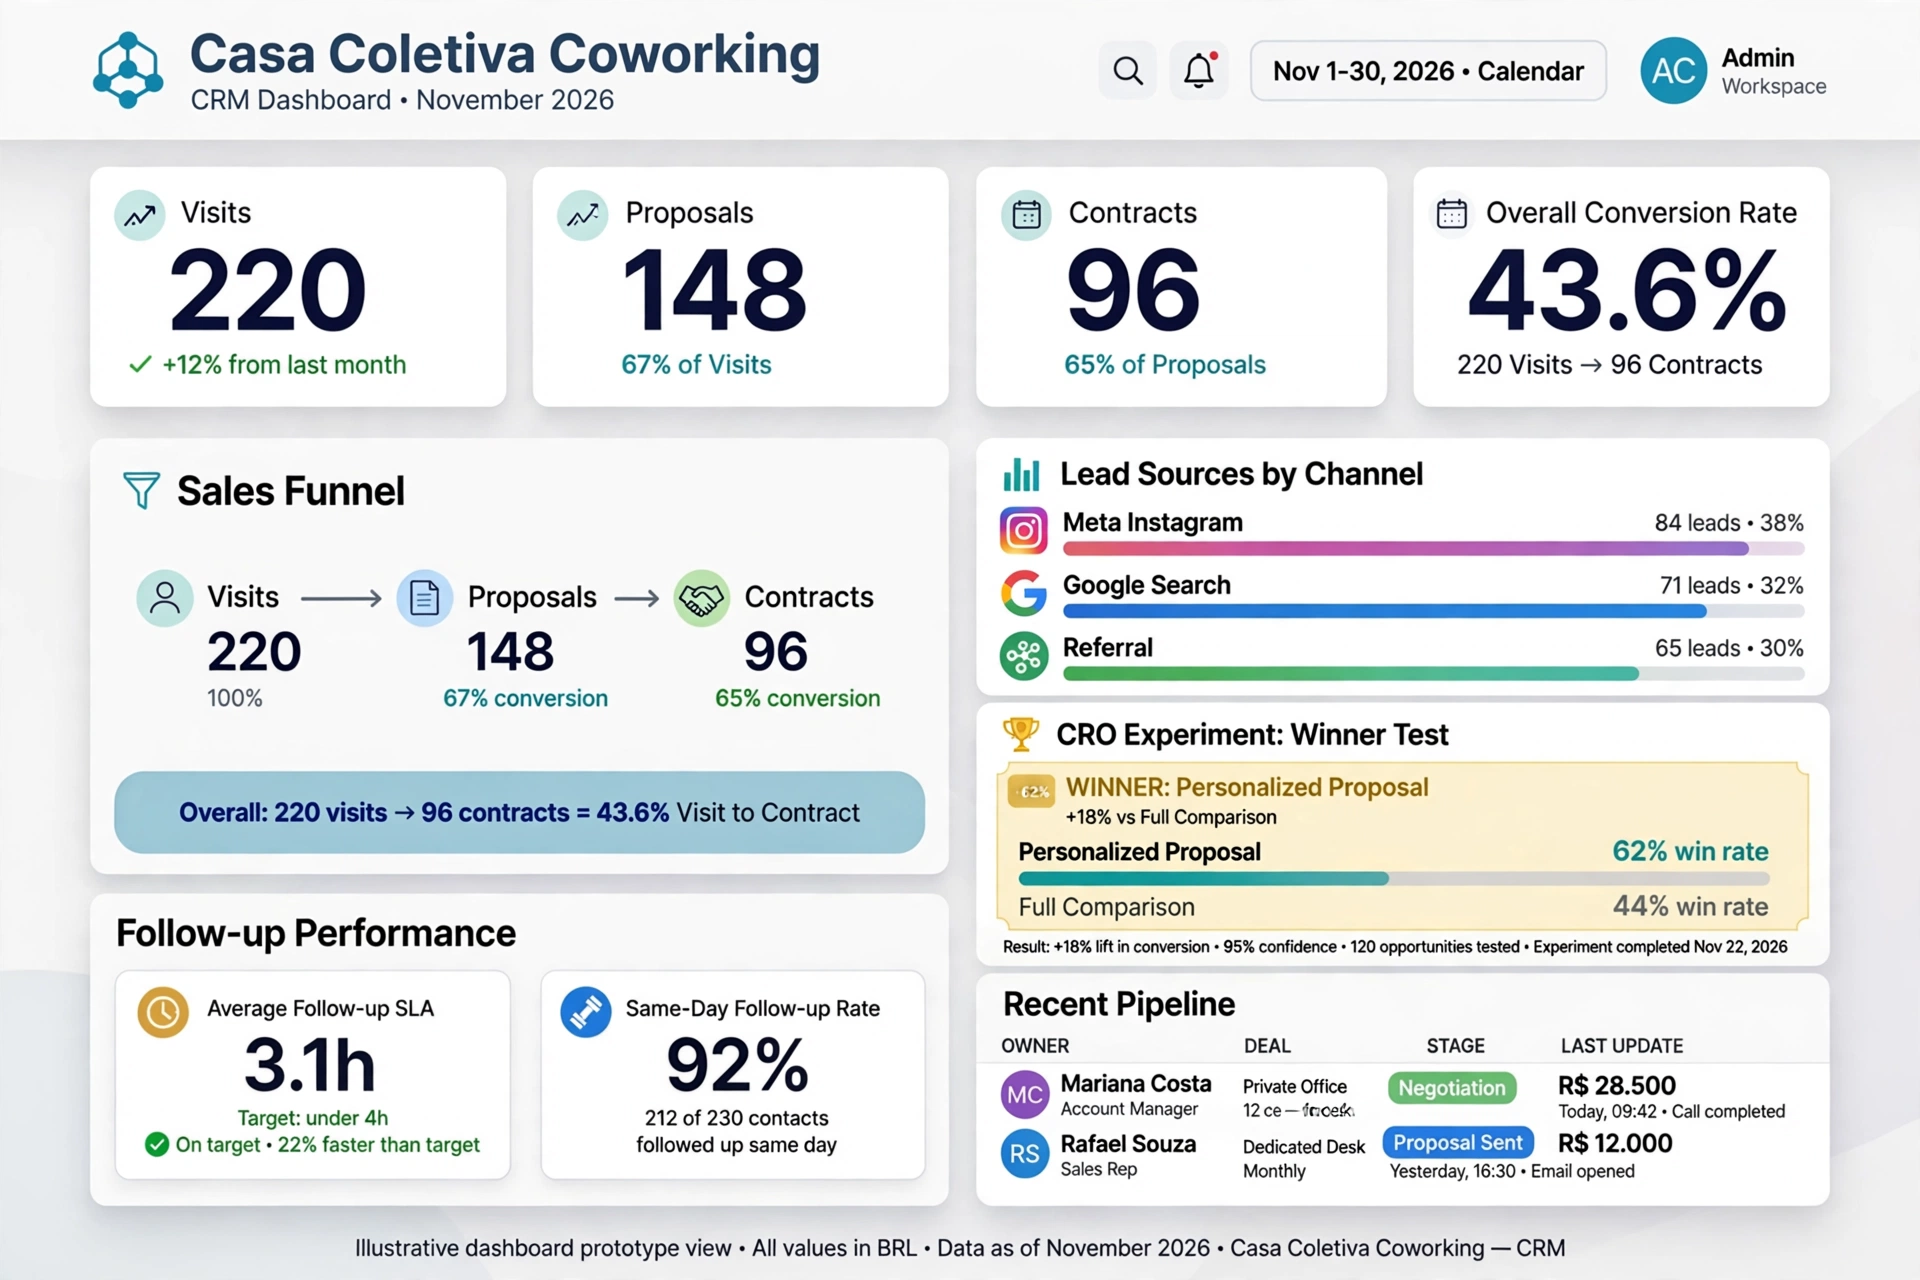 Casa Coletiva Coworking
CRM Dashboard • November 2026
Nov 1-30, 2026 • Calendar
AC
Admin
Workspace
Visits
220
+12% from last month
Proposals
148
67% of Visits
Contracts
96
65% of Proposals
Overall Conversion Rate
43.6%
220 Visits → 96 Contracts
Sales Funnel
Visits
220
100%
Proposals
148
67% conversion
Contracts
96
65% conversion
Overall: 220 visits → 96 contracts = 43.6% Visit to Contract
Follow-up Performance
Average Follow-up SLA
3.1h
Target: under 4h
On target • 22% faster than target
Same-Day Follow-up Rate
92%
212 of 230 contacts
followed up same day
Lead Sources by Channel
Meta Instagram
84 leads • 38%
Google Search
71 leads • 32%
Referral
65 leads • 30%
CRO Experiment: Winner Test
62%
WINNER: Personalized Proposal
+18% vs Full Comparison
Personalized Proposal
62% win rate
Full Comparison
44% win rate
Result: +18% lift in conversion • 95% confidence • 120 opportunities tested • Experiment completed Nov 22, 2026
Recent Pipeline
OWNER DEAL STAGE LAST UPDATE
MC
Mariana Costa
Account Manager
Private Office
12 ce
Negotiation
R$ 28.500
Today, 09:42 • Call completed
RS
Rafael Souza
Sales Rep
Dedicated Desk
Monthly
Proposal Sent
R$ 12.000
Yesterday, 16:30 • Email opened
Illustrative dashboard prototype view • All values in BRL • Data as of November 2026 • Casa Coletiva Coworking — CRM